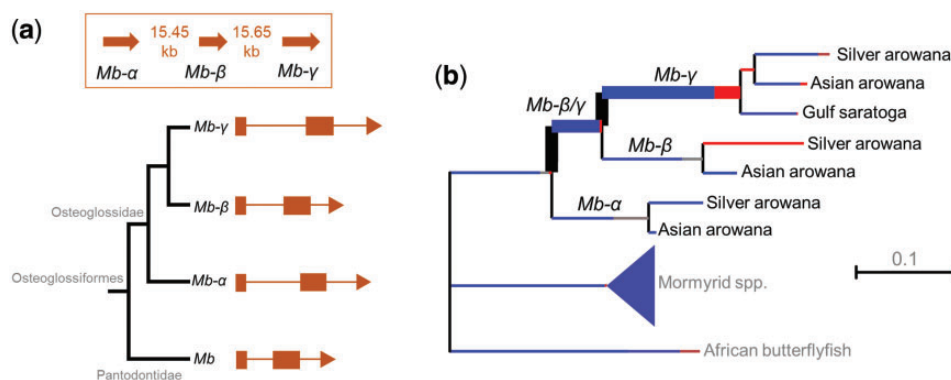 (a)
15.45 kb
15.65 kb
Mb-α
Mb-β
Mb-γ
Mb-γ
Osteoglossidae
Mb-β
Osteoglossiformes
Mb-α
Mb
Pantodontidae
(b)
Mb-γ
Silver arowana
Asian arowana
Mb-β/γ
Gulf saratoga
Silver arowana
Mb-β
Asian arowana
Mb-α
Silver arowana
Asian arowana
0.1
Mormyrid spp.
African butterflyfish